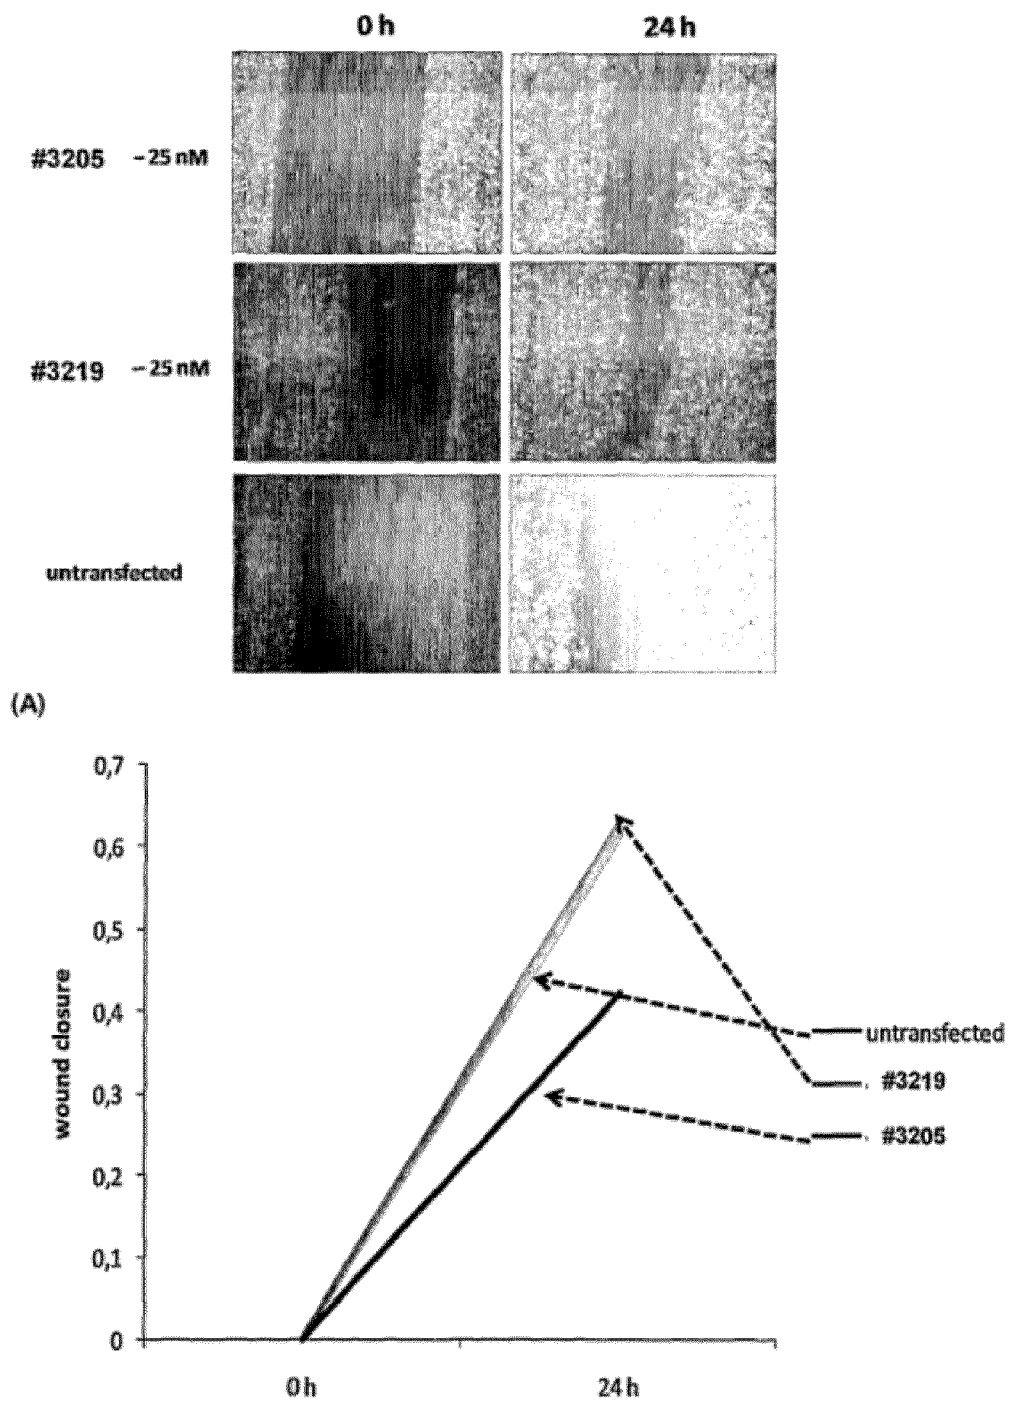 0 h 24 h
#3205 – 25 nM
#3219 – 25 nM
untransfected
(A)
0,7
0,6
0,5
0,4
0,3
0,2
0,1
0
wound closure
untransfected
#3219
#3205
0 h 24 h